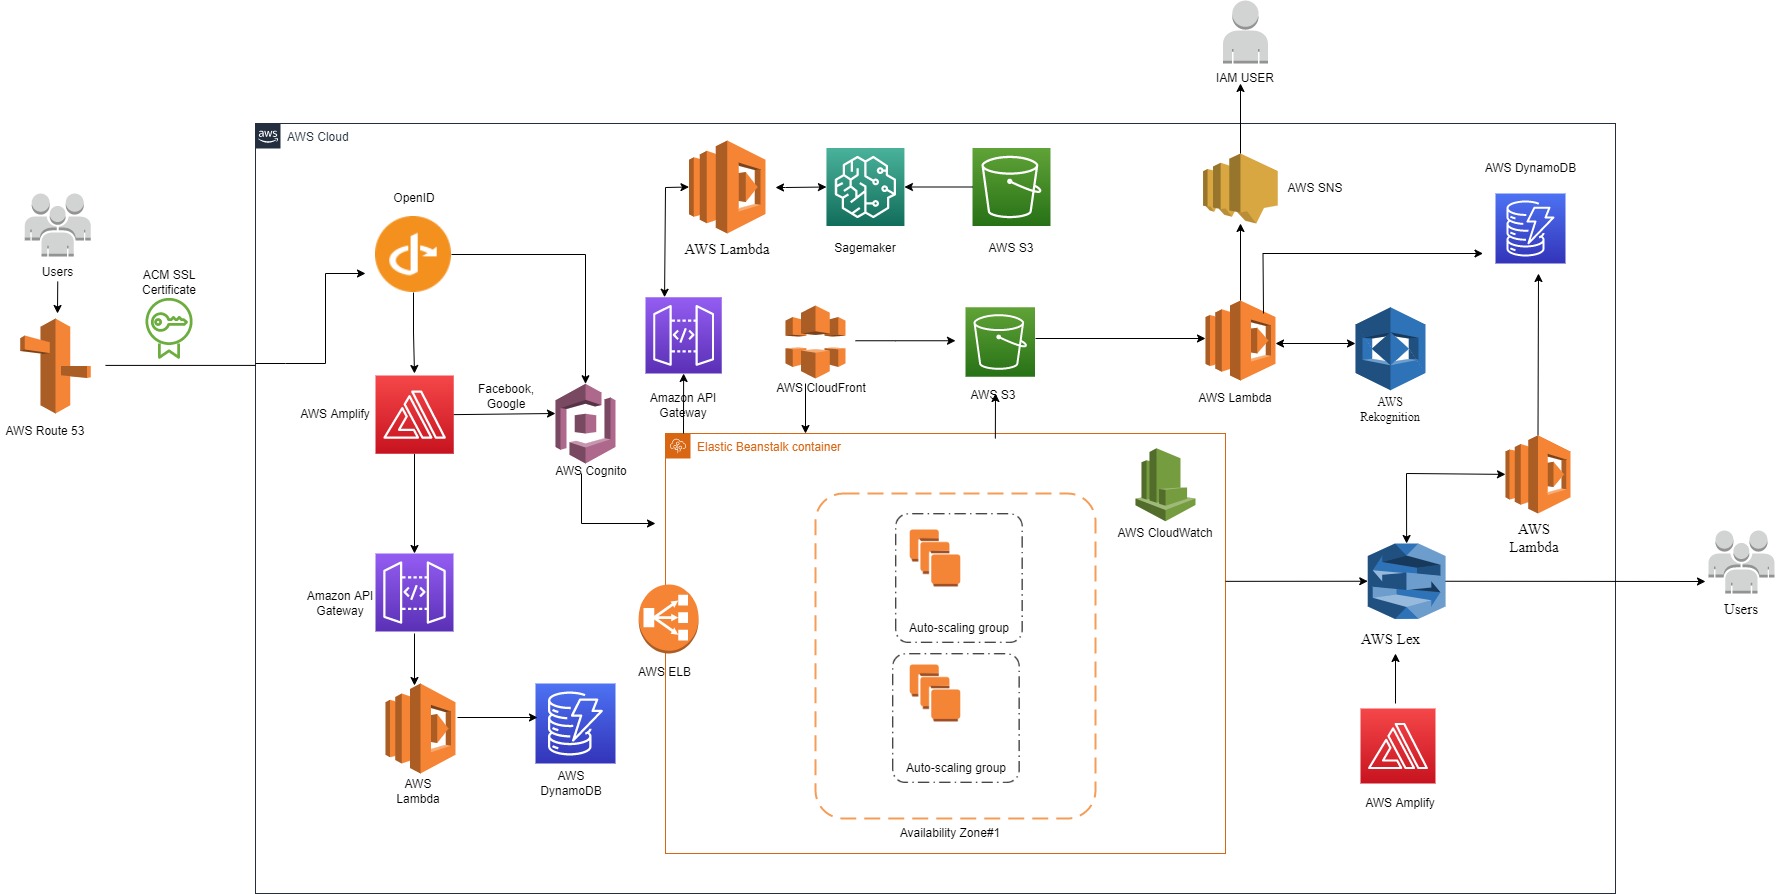 IAM USER
aws
AWS Cloud
OpenID
Users
ACM SSL
Certificate
AWS Route 53
AWS Amplify
Facebook,
Google
AWS Cognito
Amazon API
Gateway
AWS
Lambda
AWS
DynamoDB
AWS Lambda
Sagemaker
AWS S3
AWS SNS
AWS DynamoDB
Amazon API
Gateway
AWS CloudFront
AWS S3
AWS Lambda
AWS
Rekognition
Elastic Beanstalk container
AWS CloudWatch
AWS ELB
Auto-scaling group
Auto-scaling group
Availability Zone#1
AWS
Lambda
AWS Lex
Users
AWS Amplify